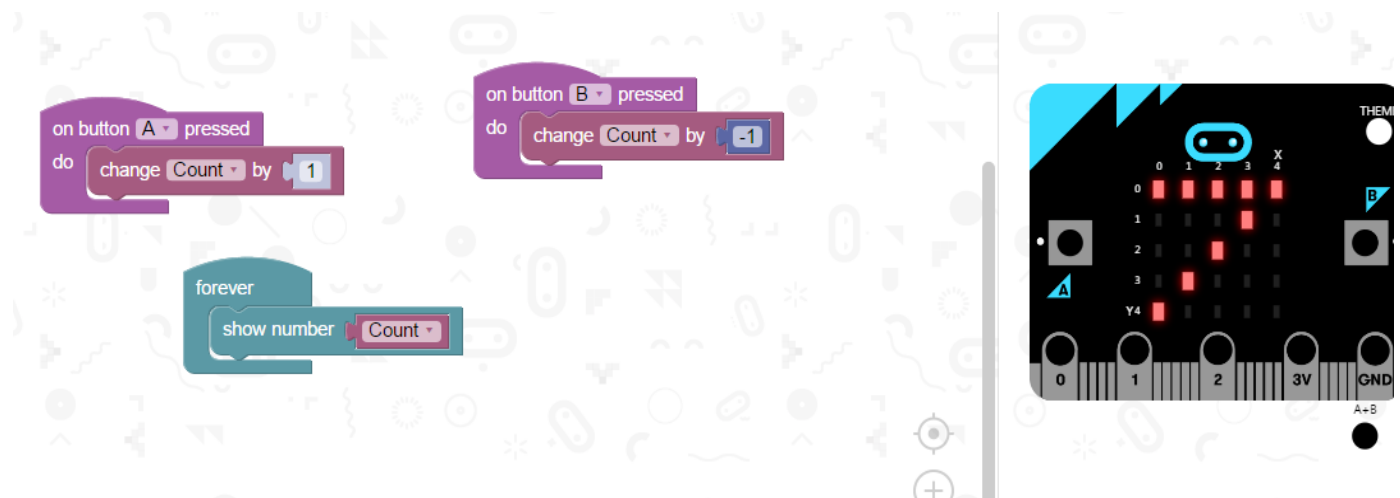 on button A pressed
do change Count by 1
on button B pressed
do change Count by -1
forever
show number Count
X
0 1 2 3 4
0
1
2
3
Y4
A
B
0 1 2 3V GND
A+B